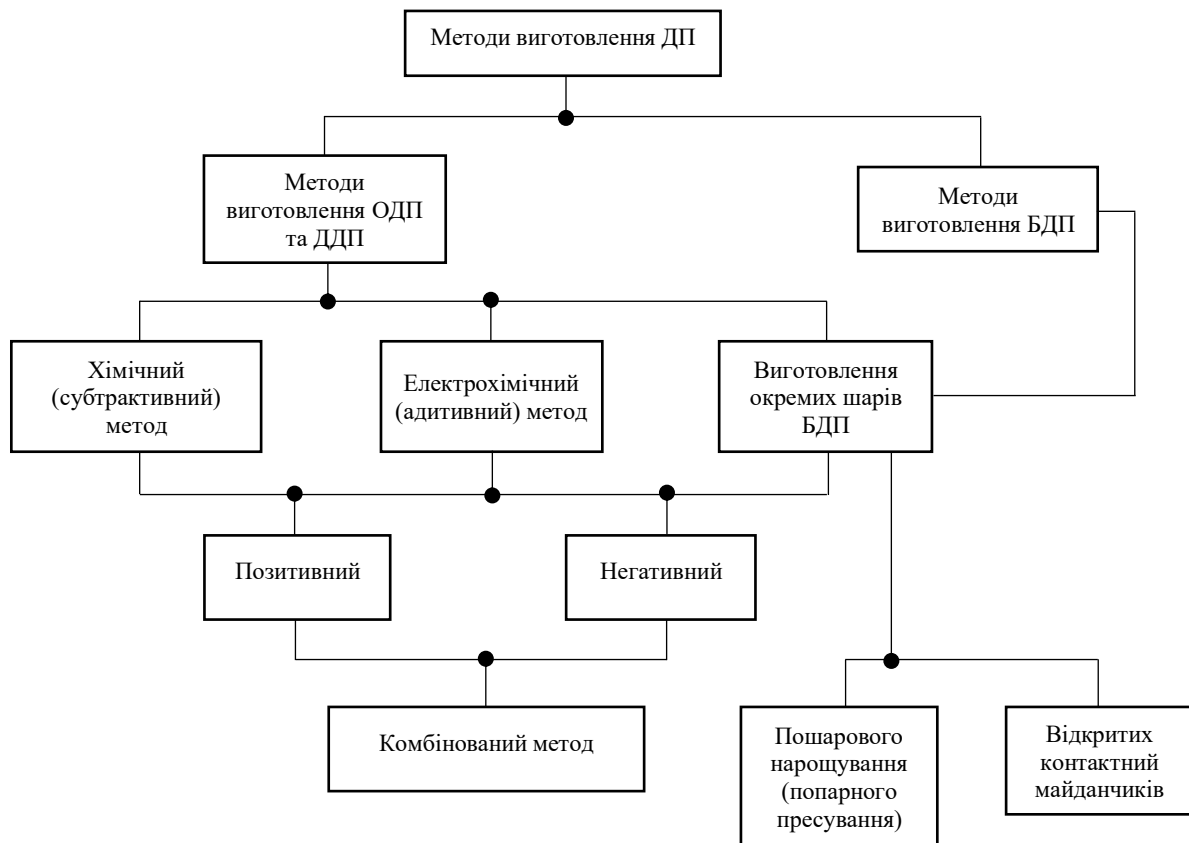 Методи виготовлення ДП
Методи
виготовлення ОДП
та ДДП
Методи
виготовлення БДП
Хімічний
(субтрактивний)
метод
Електрохімічний
(адитивний) метод
Виготовлення
окремих шарів
БДП
Позитивний
Негативний
Комбінований метод
Пошарового
нарощування
(попарного
пресування)
Відкритих
контактний
майданчиків